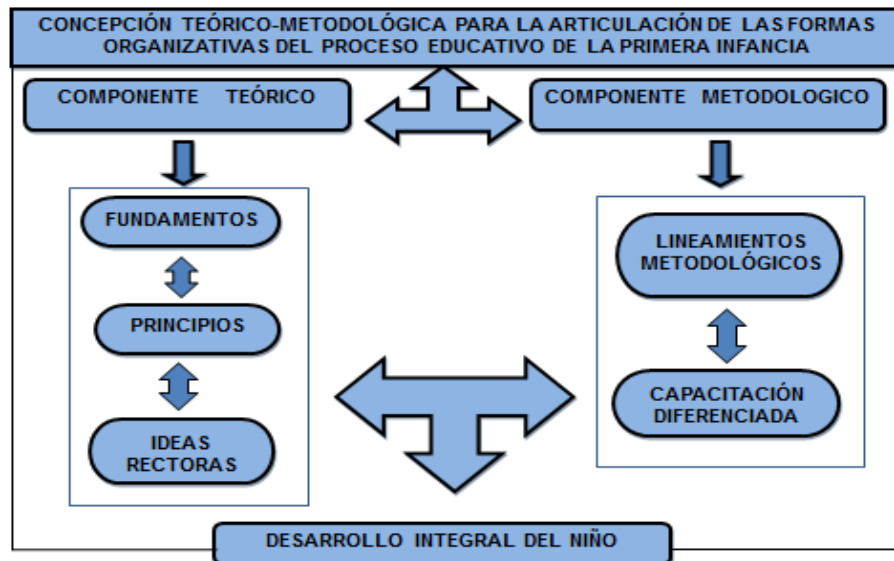 CONCEPCIÓN TEÓRICO-METODOLÓGICA PARA LA ARTICULACIÓN DE LAS FORMAS
ORGANIZATIVAS DEL PROCESO EDUCATIVO DE LA PRIMERA INFANCIA
COMPONENTE TEÓRICO
COMPONENTE METODOLOGICO
FUNDAMENTOS
PRINCIPIOS
IDEAS
RECTORAS
LINEAMIENTOS
METODOLÓGICOS
CAPACITACIÓN
DIFERENCIADA
DESARROLLO INTEGRAL DEL NIÑO